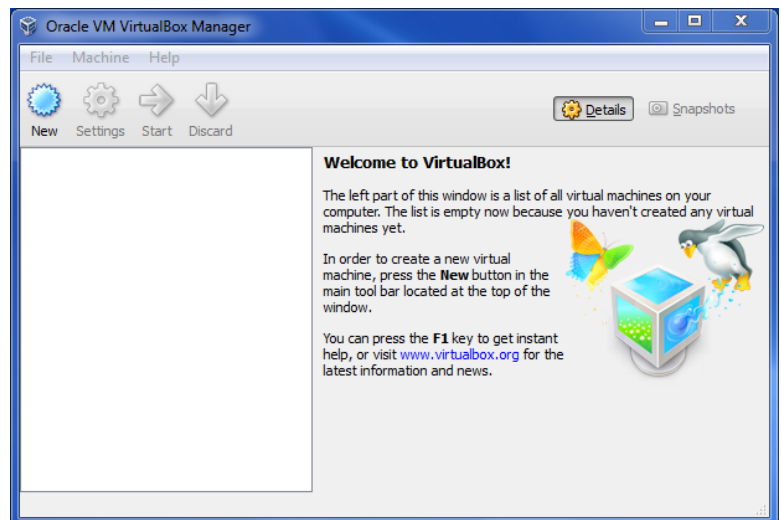 Oracle VM VirtualBox Manager
File Machine Help
New Settings Start Discard
Details Snapshots
Welcome to VirtualBox!
The left part of this window is a list of all virtual machines on your
computer. The list is empty now because you haven't created any virtual
machines yet.
In order to create a new virtual
machine, press the New button in the
main tool bar located at the top of the
window.
You can press the F1 key to get instant
help, or visit www.virtualbox.org for the
latest information and news.